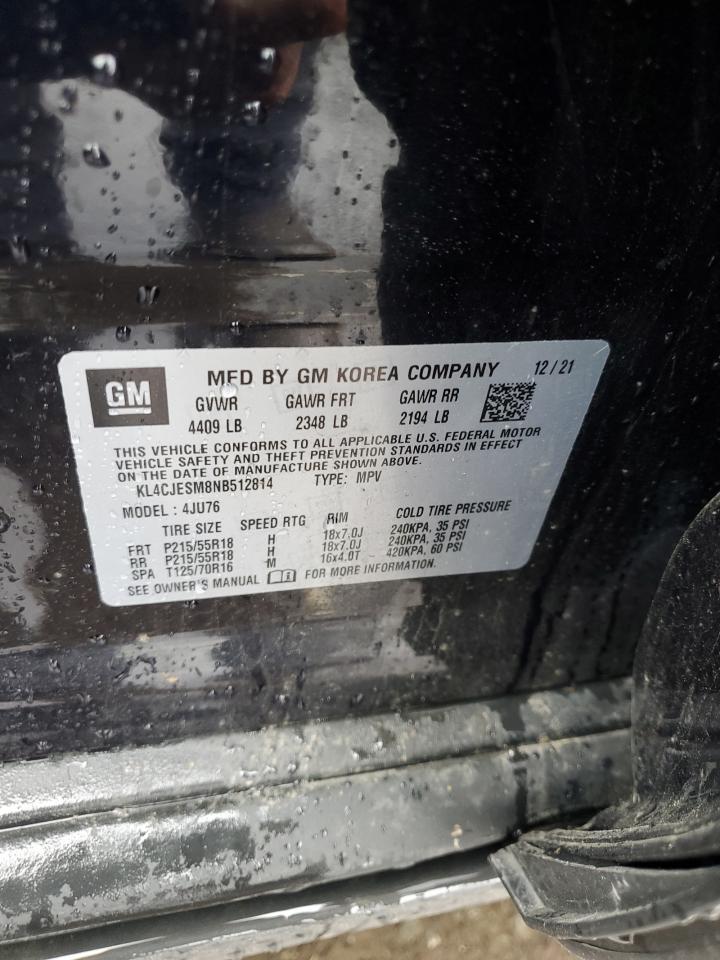 GM
MFD BY GM KOREA COMPANY 12/21
GVWR GAWR FRT GAWR RR
4409 LB 2348 LB 2194 LB
THIS VEHICLE CONFORMS TO ALL APPLICABLE U.S. FEDERAL MOTOR
VEHICLE SAFETY AND THEFT PREVENTION STANDARDS IN EFFECT
ON THE DATE OF MANUFACTURE SHOWN ABOVE.
KL4CJESM8NB512814 TYPE: MPV
MODEL : 4JU76
TIRE SIZE SPEED RTG RIM COLD TIRE PRESSURE
FRT P215/55R18 H 18x7.0J 240KPA, 35 PSI
RR P215/55R18 H 18x7.0J 240KPA, 35 PSI
SPA T125/70R16 M 16x4.0T 420KPA, 60 PSI
SEE OWNER'S MANUAL FOR MORE INFORMATION.